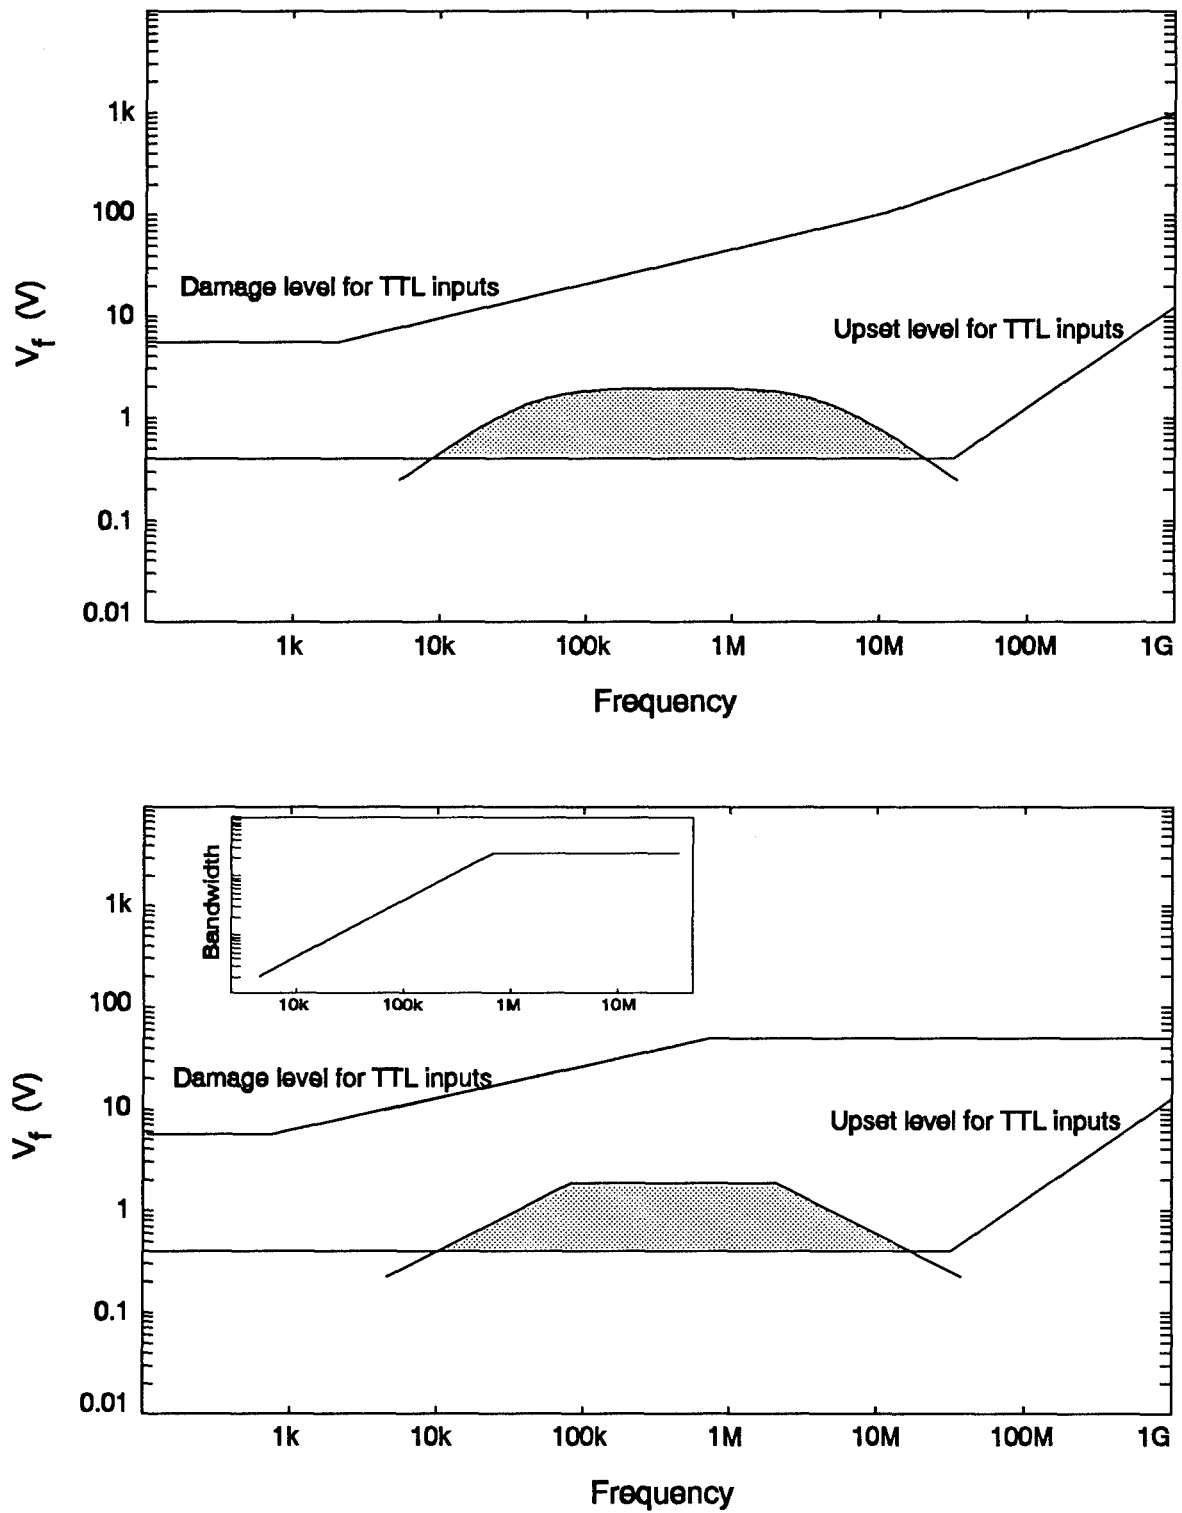 1k
100
Damage level for TTL inputs
10
Upset level for TTL inputs
V_f (V)
1
0.1
0.01
1k 10k 100k 1M 10M 100M 1G
Frequency
Bandwidth
1k
10k 100k 1M 10M
100
Damage level for TTL inputs
10
Upset level for TTL inputs
V_f (V)
1
0.1
0.01
1k 10k 100k 1M 10M 100M 1G
Frequency